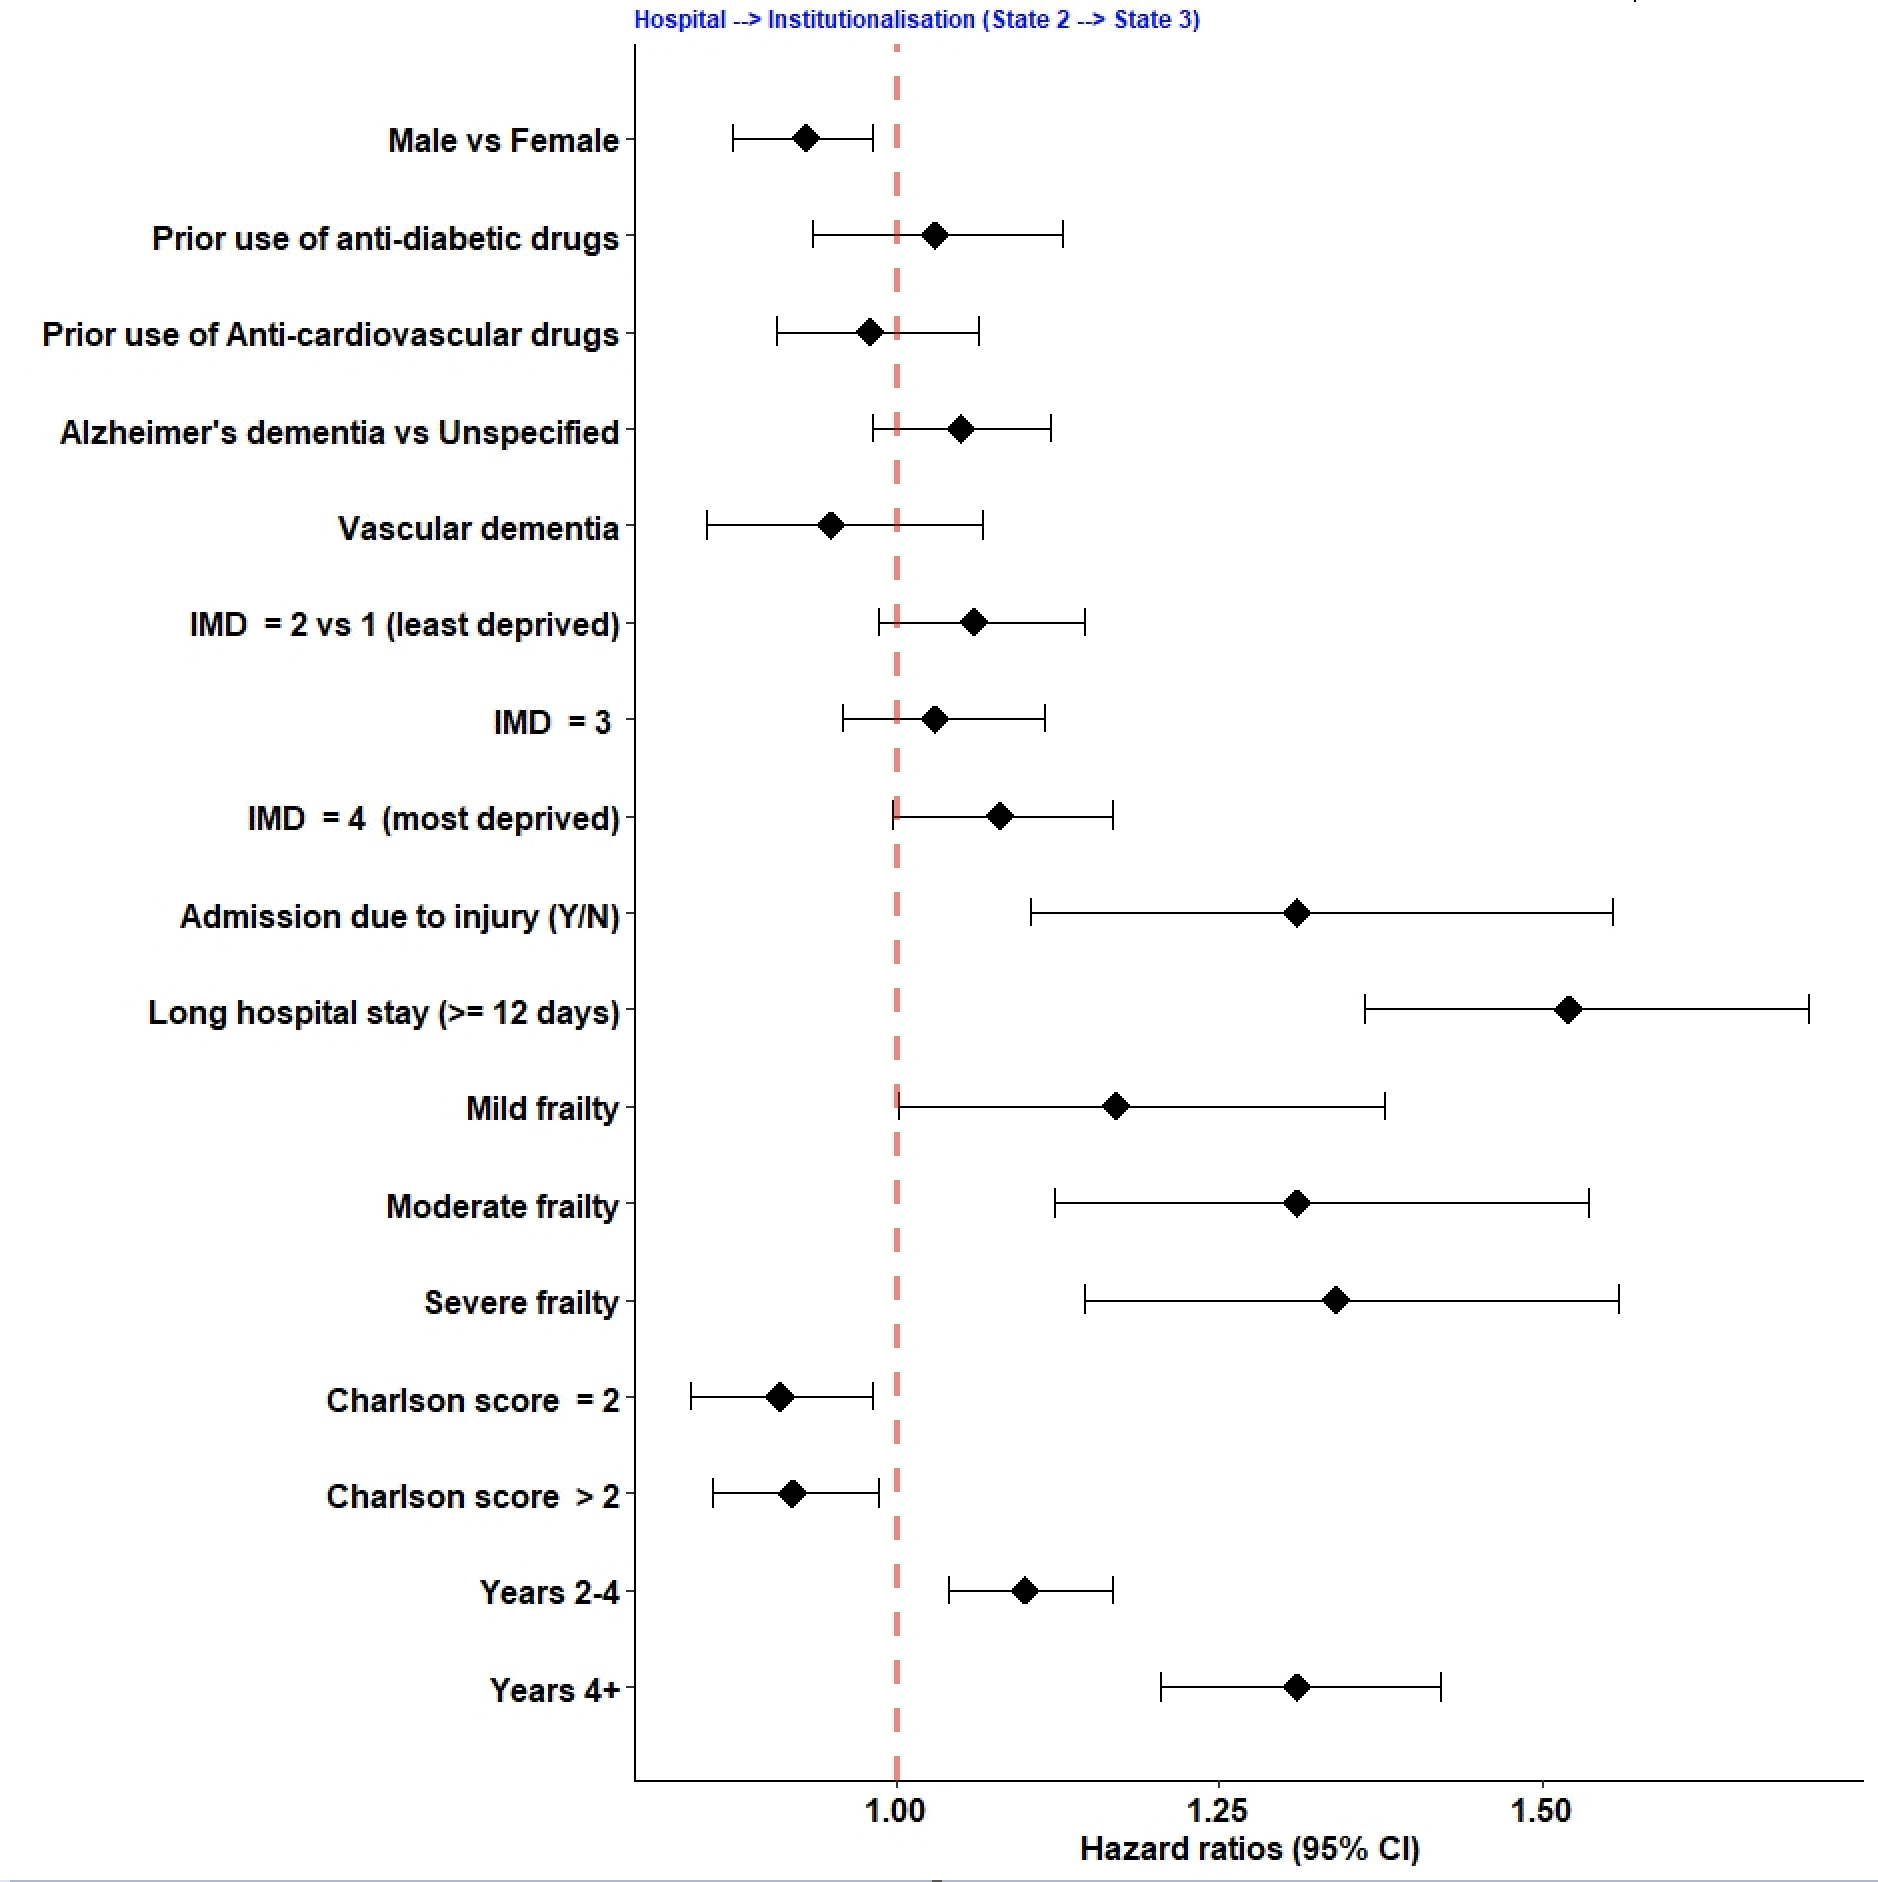 Hospital --> Institutionalisation (State 2 --> State 3)
Male vs Female
Prior use of anti-diabetic drugs
Prior use of Anti-cardiovascular drugs
Alzheimer's dementia vs Unspecified
Vascular dementia
IMD = 2 vs 1 (least deprived)
IMD = 3
IMD = 4 (most deprived)
Admission due to injury (Y/N)
Long hospital stay (>= 12 days)
Mild frailty
Moderate frailty
Severe frailty
Charlson score = 2
Charlson score > 2
Years 2-4
Years 4+
1.00 1.25 1.50
Hazard ratios (95% CI)